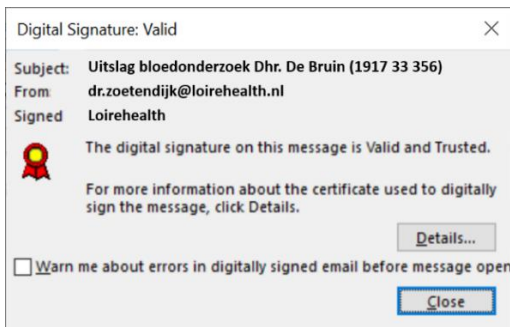 Digital Signature: Valid
Subject: Uitslag bloedonderzoek Dhr. De Bruin (1917 33 356)
From dr.zoetendijk@loirehealth.nl
Signed Loirehealth
The digital signature on this message is Valid and Trusted.
For more information about the certificate used to digitally
sign the message, click Details.
Details...
Warn me about errors in digitally signed email before message open
Close